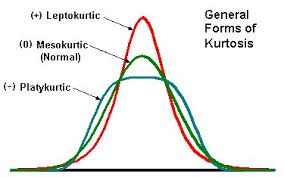 (+) Leptokurtic
General
Forms of
Kurtosis
(0) Mesokurtic
(Normal)
(−) Platykurtic